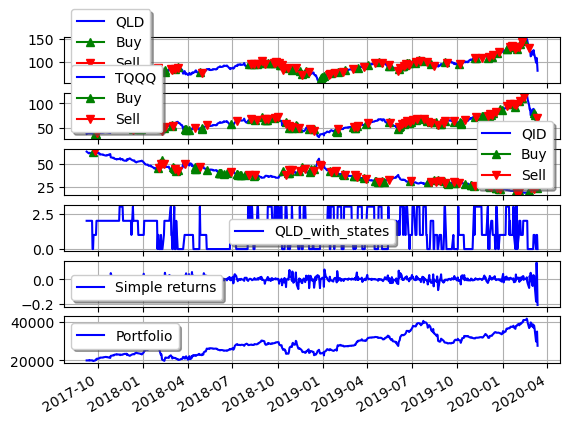 QLD
Buy
Sell
150
100
TQQQ
Buy
Sell
100
50
QID
Buy
Sell
50
25
2.5
0.0
QLD_with_states
0.0
−0.2
Simple returns
40000
20000
Portfolio
2017-10 2018-01 2018-04 2018-07 2018-10 2019-01 2019-04 2019-07 2019-10 2020-01 2020-04